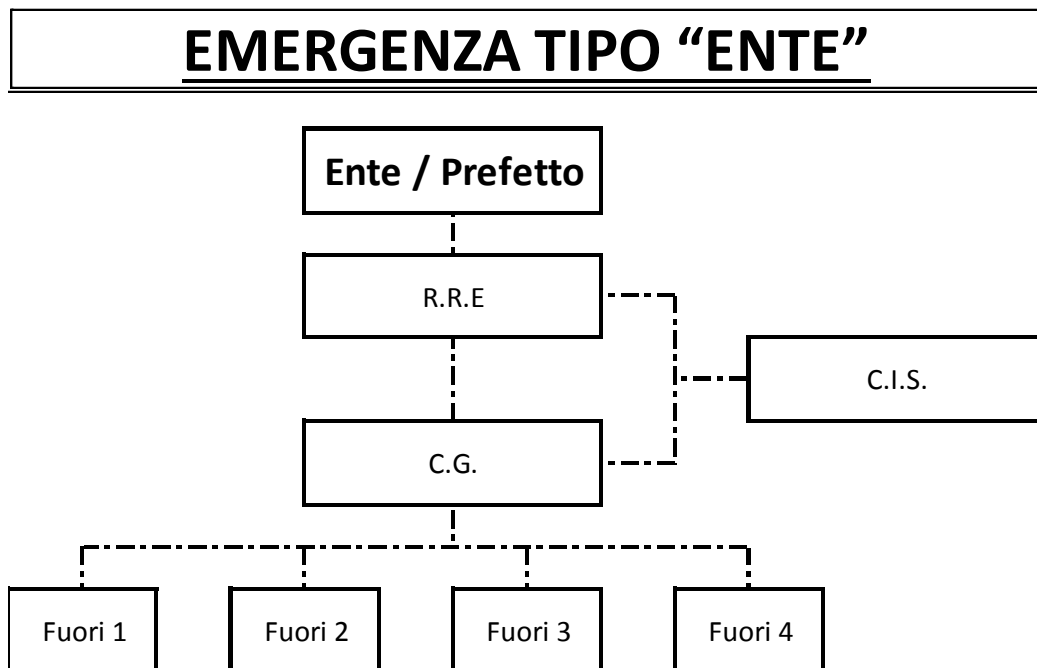 EMERGENZA TIPO “ENTE”
Ente / Prefetto
R.R.E
C.I.S.
C.G.
Fuori 1
Fuori 2
Fuori 3
Fuori 4